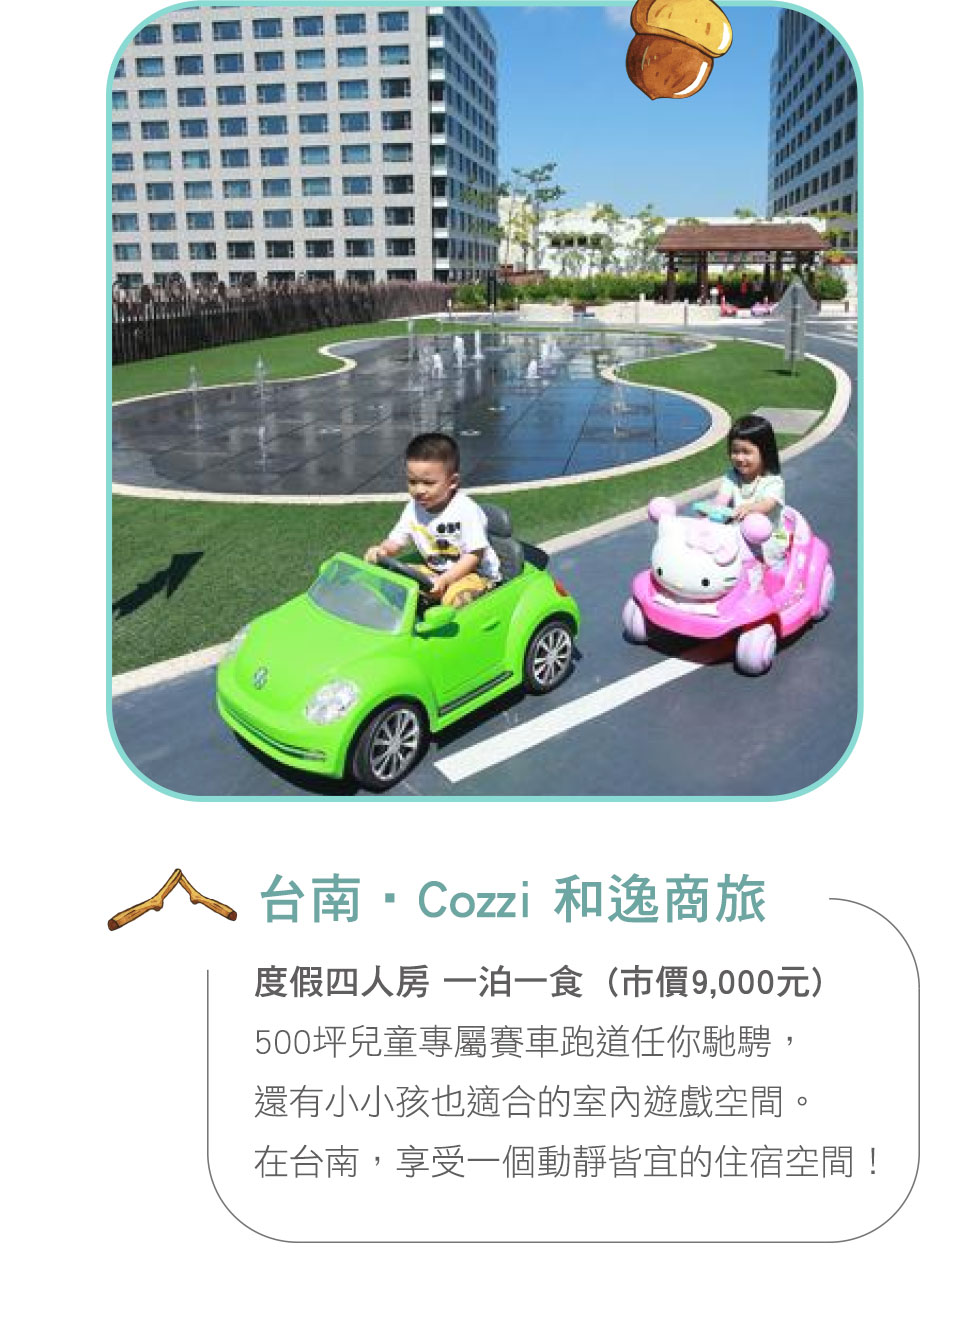 台南▪Cozzi 和逸商旅
度假四人房 一泊一食（市價9,000元）
500坪兒童專屬賽車跑道任你馳騁，
還有小小孩也適合的室內遊戲空間。
在台南，享受一個動靜皆宜的住宿空間！